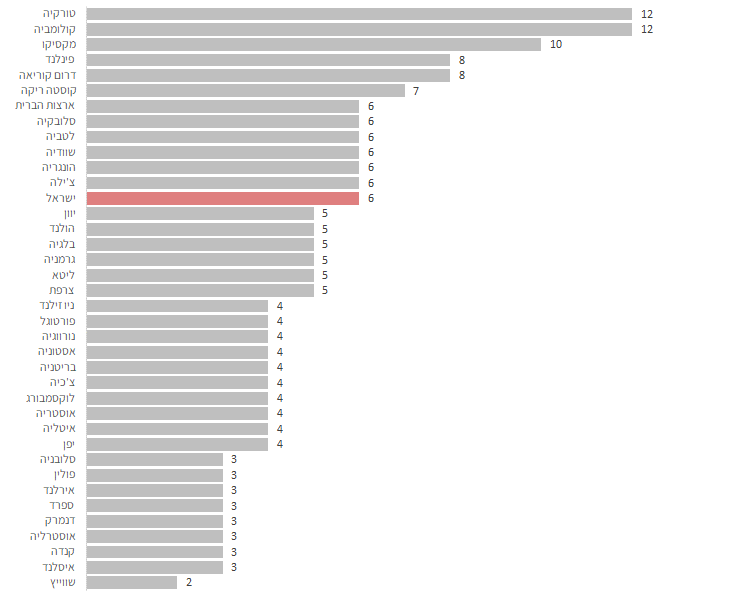 טורקיה 12
קולומביה 12
מקסיקו 10
פינלנד 8
דרום קוריאה 8
קוסטה ריקה 7
ארצות הברית 6
סלובקיה 6
לטביה 6
שוודיה 6
הונגריה 6
צ'ילה 6
ישראל 6
יוון 5
הולנד 5
בלגיה 5
גרמניה 5
ליטא 5
צרפת 5
ניו זילנד 4
פורטוגל 4
נורווגיה 4
אסטוניה 4
בריטניה 4
צ'כיה 4
לוקסמבורג 4
אוסטריה 4
איטליה 4
יפן 4
סלובניה 3
פולין 3
אירלנד 3
ספרד 3
דנמרק 3
אוסטרליה 3
קנדה 3
איסלנד 3
שווייץ 2